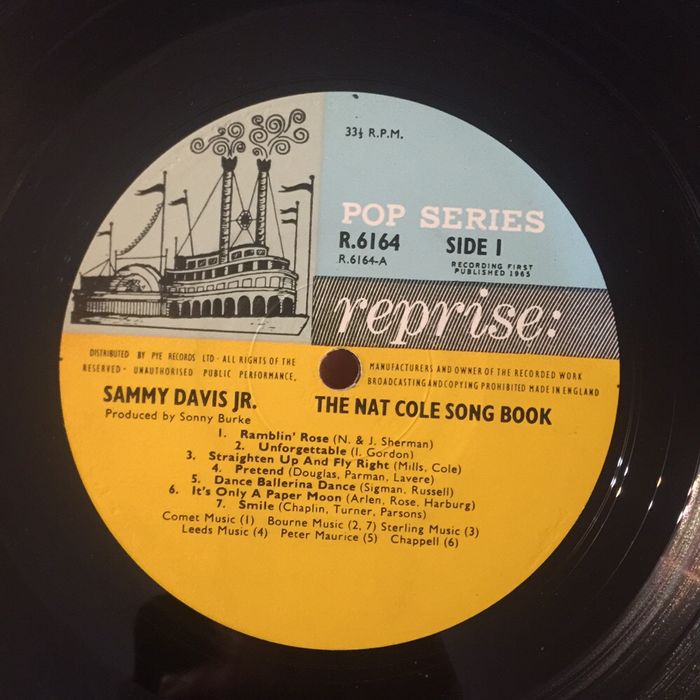 33⅓ R.P.M.
POP SERIES
R.6164 SIDE 1
R.6164-A
RECORDING FIRST
PUBLISHED 1965
reprise:
DISTRIBUTED BY PYE RECORDS LTD · ALL RIGHTS OF THE
RESERVED · UNAUTHORISED PUBLIC PERFORMANCE,
MANUFACTURERS AND OWNER OF THE RECORDED WORK
BROADCASTING AND COPYING PROHIBITED MADE IN ENGLAND
SAMMY DAVIS JR. THE NAT COLE SONG BOOK
Produced by Sonny Burke
1. Ramblin' Rose (N. & J. Sherman)
2. Unforgettable (I. Gordon)
3. Straighten Up And Fly Right (Mills, Cole)
4. Pretend (Douglas, Parman, Lavere)
5. Dance Ballerina Dance (Sigman, Russell)
6. It's Only A Paper Moon (Arlen, Rose, Harburg)
7. Smile (Chaplin, Turner, Parsons)
Comet Music (1) Bourne Music (2, 7) Sterling Music (3)
Leeds Music (4) Peter Maurice (5) Chappell (6)